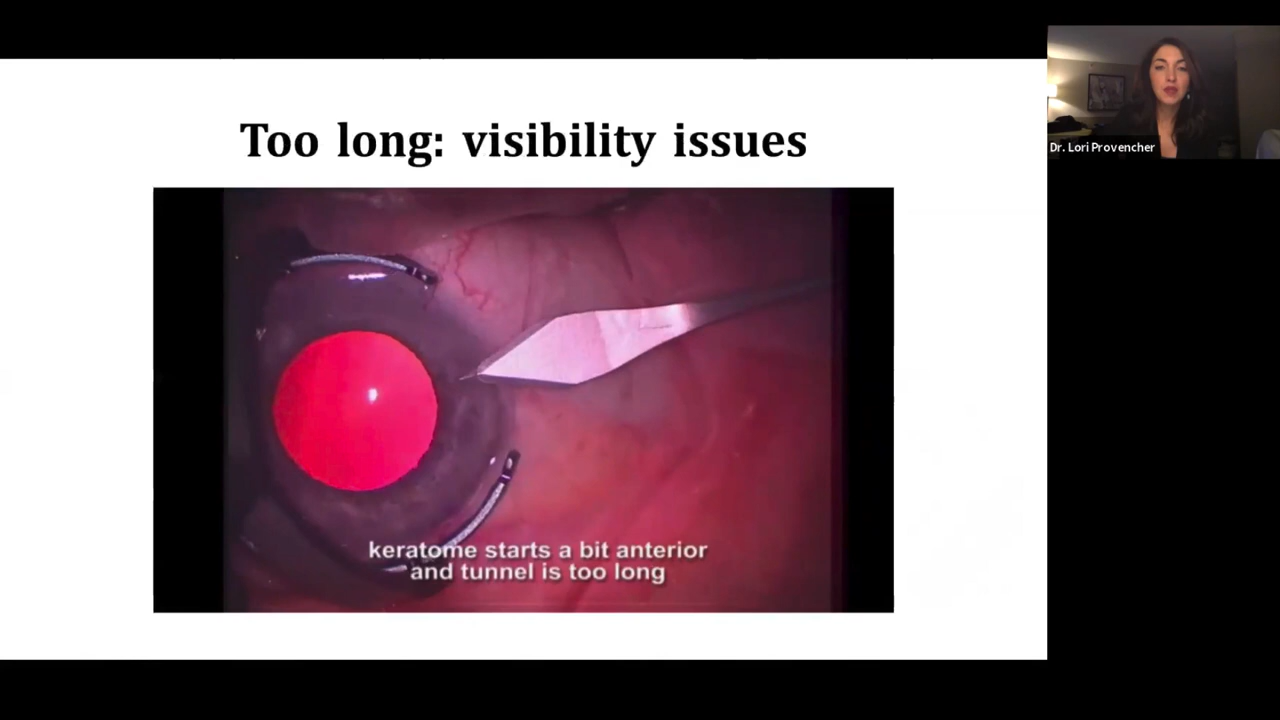 Too long: visibility issues
Dr. Lori Provencher
keratome starts a bit anterior
and tunnel is too long